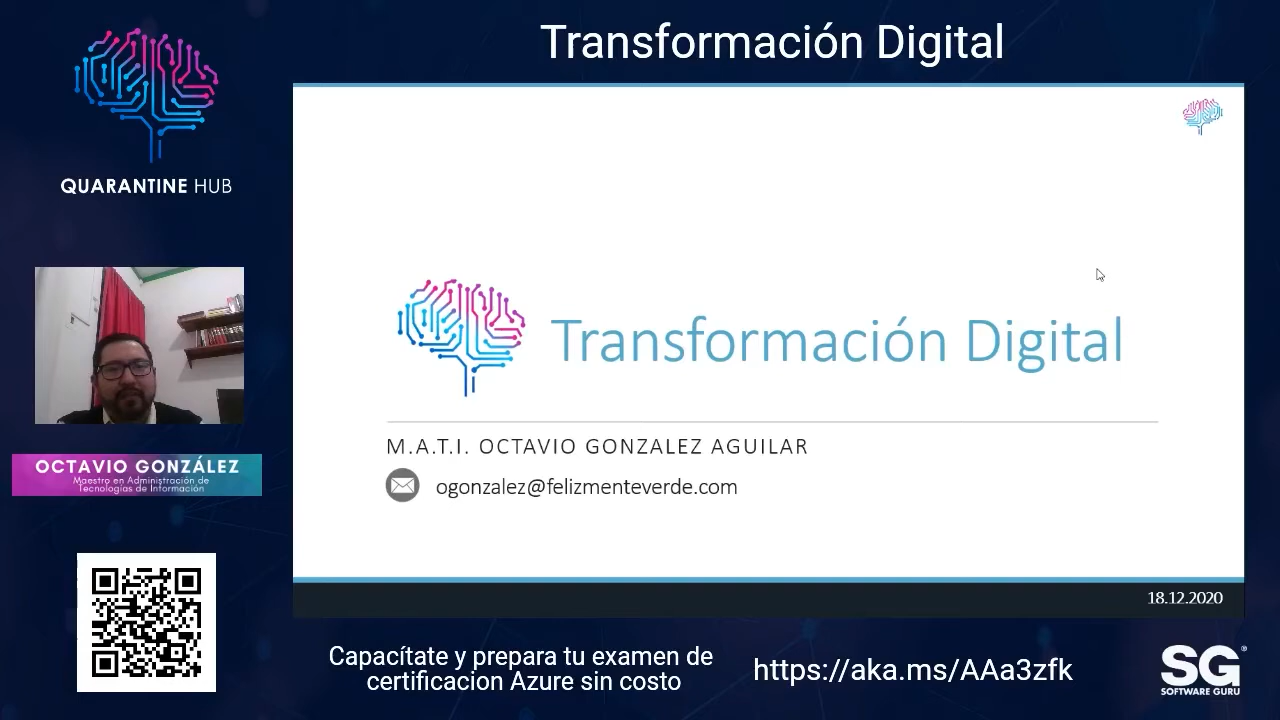 Transformación Digital
QUARANTINE HUB
Transformación Digital
M.A.T.I. OCTAVIO GONZALEZ AGUILAR
ogonzalez@felizmenteverde.com
OCTAVIO GONZÁLEZ
Maestro en Administración de
Tecnologías de Información
18.12.2020
Capacítate y prepara tu examen de
certificacion Azure sin costo
https://aka.ms/AAa3zfk
SG®
SOFTWARE GURU